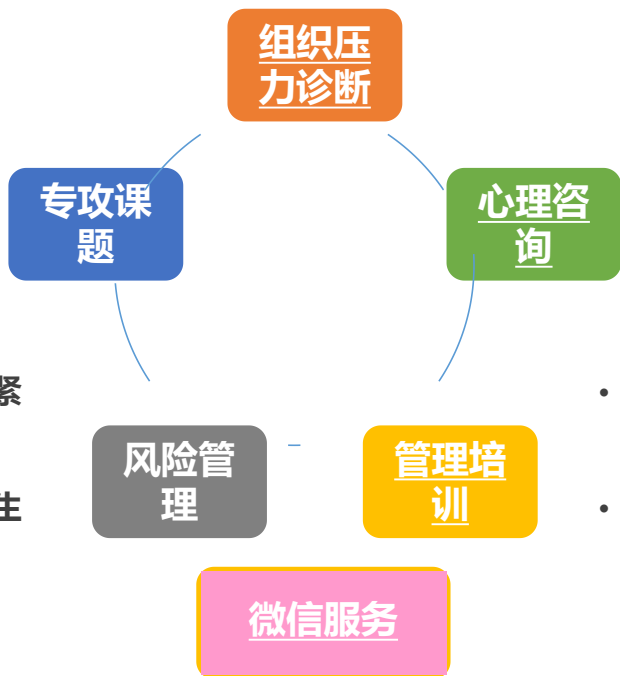 组织压
力诊断
专攻课
题
心理咨
询
紧
•
风险管
理
管理培
训
生
•
微信服务